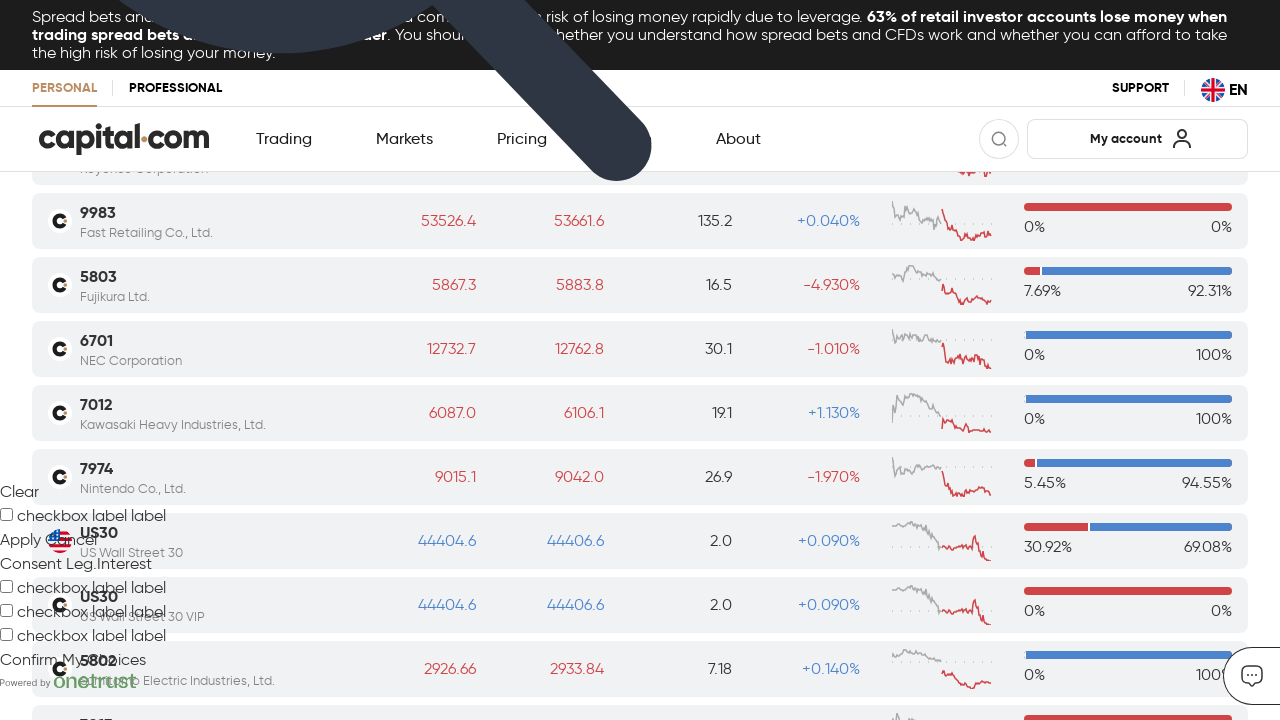 Spread bets and
risk of losing money rapidly due to leverage. 63% of retail investor accounts lose money when
trading spread bets
. You should
whether you understand how spread bets and CFDs work and whether you can afford to take
the high risk of losing your money.
PERSONAL
PROFESSIONAL
SUPPORT
EN
capital.com
Trading
Markets
Pricing
About
My account
Keyence Corporation
9983
Fast Retailing Co., Ltd.
53526.4
53661.6
135.2
+0.040%
0%
0%
5803
Fujikura Ltd.
5867.3
5883.8
16.5
-4.930%
7.69%
92.31%
6701
NEC Corporation
12732.7
12762.8
30.1
-1.010%
0%
100%
7012
Kawasaki Heavy Industries, Ltd.
6087.0
6106.1
19.1
+1.130%
0%
100%
7974
Nintendo Co., Ltd.
9015.1
9042.0
26.9
-1.970%
5.45%
94.55%
Clear
checkbox label label
Apply Cancel
Consent Leg.Interest
checkbox label label
checkbox label label
checkbox label label
Confirm My Choices
Powered by onetrust
US30
US Wall Street 30
44404.6
44406.6
2.0
+0.090%
30.92%
69.08%
US30
US Wall Street 30 VIP
44404.6
44406.6
2.0
+0.090%
0%
0%
5802
Electric Industries, Ltd.
2926.66
2933.84
7.18
+0.140%
0%
100%